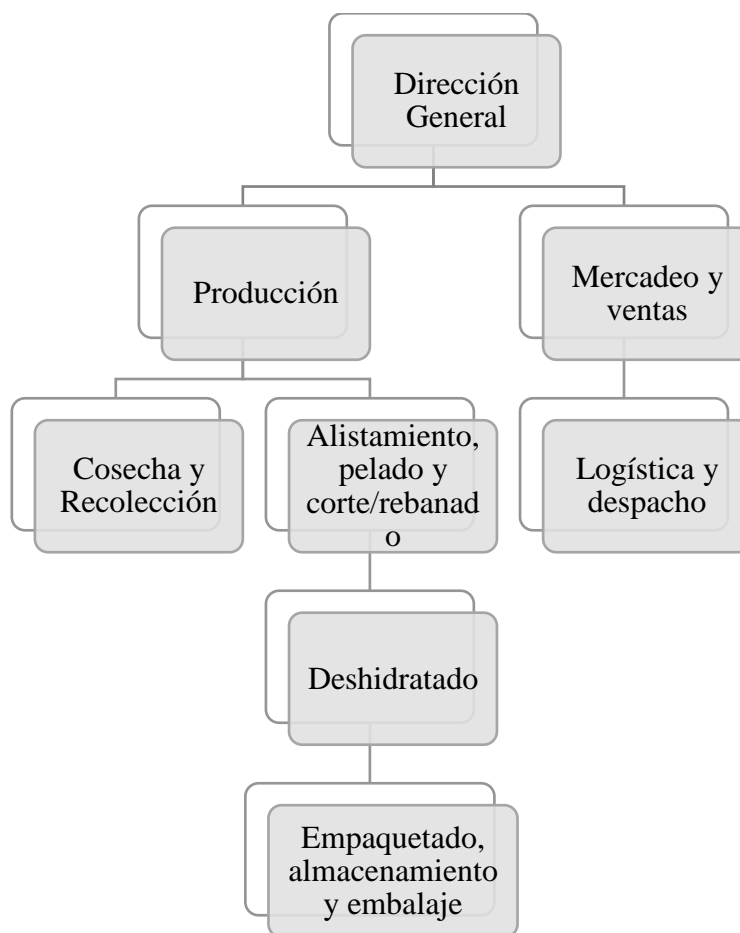 Dirección
General
Producción
Mercadeo y
ventas
Cosecha y
Recolección
Alistamiento,
pelado y
corte/rebanad
o
Logística y
despacho
Deshidratado
Empaquetado,
almacenamiento
y embalaje